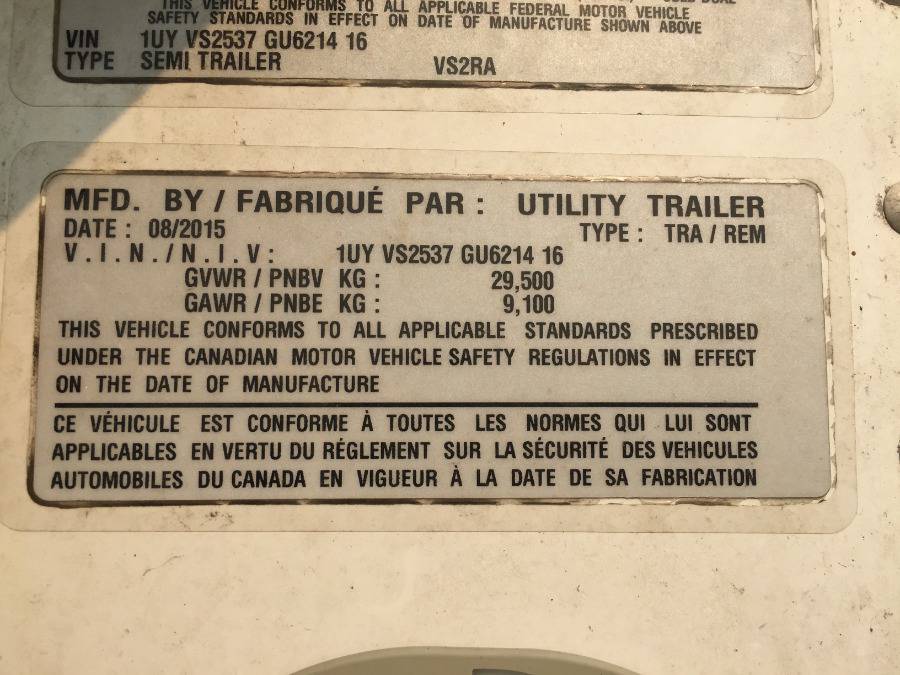 THIS VEHICLE CONFORMS TO ALL APPLICABLE FEDERAL MOTOR VEHICLE
SAFETY STANDARDS IN EFFECT ON DATE OF MANUFACTURE SHOWN ABOVE
VIN 1UY VS2537 GU6214 16
TYPE SEMI TRAILER VS2RA
MFD. BY / FABRIQUÉ PAR : UTILITY TRAILER
DATE : 08/2015 TYPE : TRA / REM
V . I . N . / N . I . V : 1UY VS2537 GU6214 16
GVWR / PNBV KG : 29,500
GAWR / PNBE KG : 9,100
THIS VEHICLE CONFORMS TO ALL APPLICABLE STANDARDS PRESCRIBED
UNDER THE CANADIAN MOTOR VEHICLE SAFETY REGULATIONS IN EFFECT
ON THE DATE OF MANUFACTURE
CE VÉHICULE EST CONFORME À TOUTES LES NORMES QUI LUI SONT
APPLICABLES EN VERTU DU RÉGLEMENT SUR LA SÉCURITÉ DES VEHICULES
AUTOMOBILES DU CANADA EN VIGUEUR À LA DATE DE SA FABRICATION